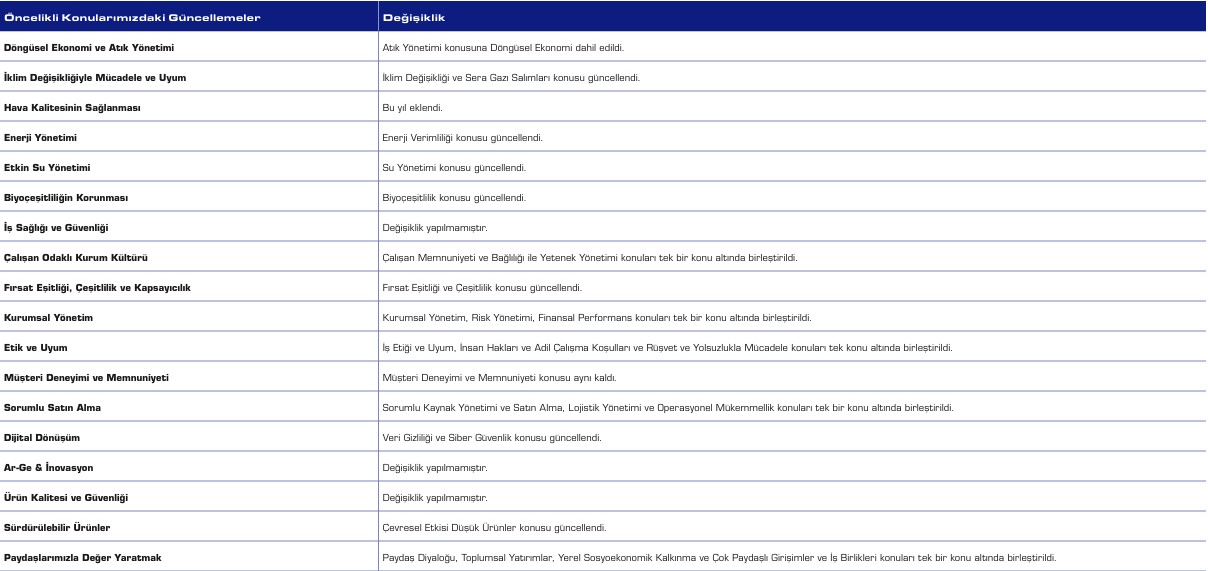 Öncelikli Konularımızdaki Güncellemeler Değişiklik
Döngüsel Ekonomi ve Atık Yönetimi Atık Yönetimi konusuna Döngüsel Ekonomi dahil edildi.
İklim Değişikliğiyle Mücadele ve Uyum İklim Değişikliği ve Sera Gazı Salımları konusu güncellendi.
Hava Kalitesinin Sağlanması Bu yıl eklendi.
Enerji Yönetimi Enerji Verimliliği konusu güncellendi.
Etkin Su Yönetimi Su Yönetimi konusu güncellendi.
Biyoçeşitliliğin Korunması Biyoçeşitlilik konusu güncellendi.
İş Sağlığı ve Güvenliği Değişiklik yapılmamıştır.
Çalışan Odaklı Kurum Kültürü Çalışan Memnuniyeti ve Bağlılığı ile Yetenek Yönetimi konuları tek bir konu altında birleştirildi.
Fırsat Eşitliği, Çeşitlilik ve Kapsayıcılık Fırsat Eşitliği ve Çeşitlilik konusu güncellendi.
Kurumsal Yönetim Kurumsal Yönetim, Risk Yönetimi, Finansal Performans konuları tek bir konu altında birleştirildi.
Etik ve Uyum İş Etiği ve Uyum, İnsan Hakları ve Adil Çalışma Koşulları ve Rüşvet ve Yolsuzlukla Mücadele konuları tek konu altında birleştirildi.
Müşteri Deneyimi ve Memnuniyeti Müşteri Deneyimi ve Memnuniyeti konusu aynı kaldı.
Sorumlu Satın Alma Sorumlu Kaynak Yönetimi ve Satın Alma, Lojistik Yönetimi ve Operasyonel Mükemmellik konuları tek bir konu altında birleştirildi.
Dijital Dönüşüm Veri Gizliliği ve Siber Güvenlik konusu güncellendi.
Ar-Ge & İnovasyon Değişiklik yapılmamıştır.
Ürün Kalitesi ve Güvenliği Değişiklik yapılmamıştır.
Sürdürülebilir Ürünler Çevresel Etkisi Düşük Ürünler konusu güncellendi.
Paydaşlarımızla Değer Yaratmak Paydaş Diyaloğu, Toplumsal Yatırımlar, Yerel Sosyoekonomik Kalkınma ve Çok Paydaşlı Girişimler ve İş Birlikleri konuları tek bir konu altında birleştirildi.